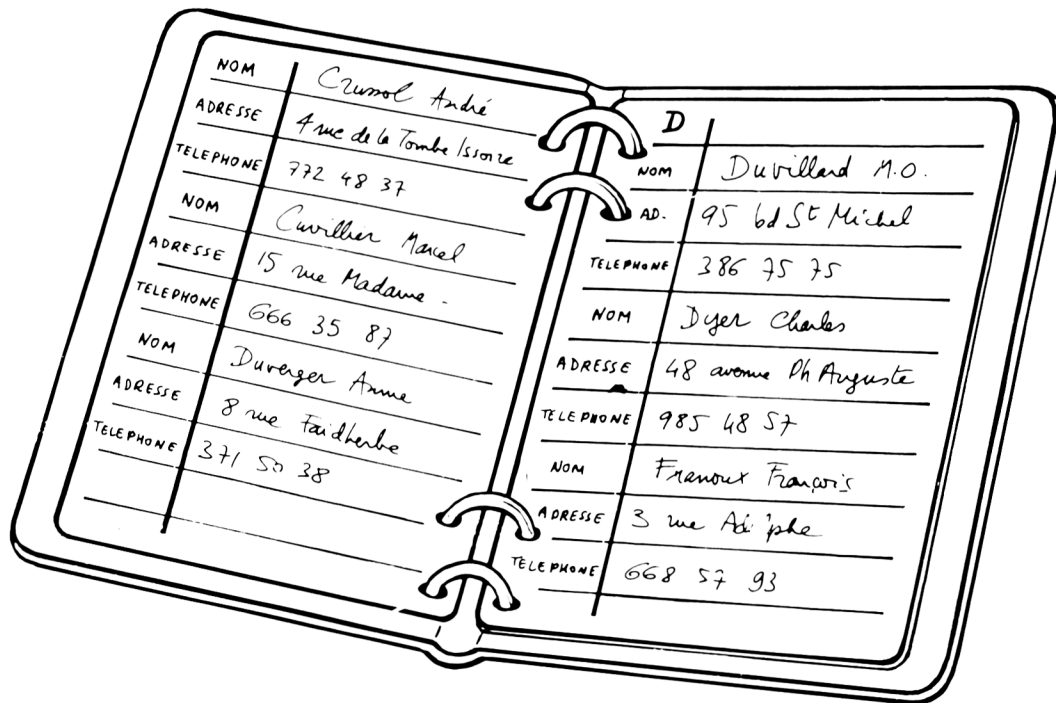 NOM Crussol André
ADRESSE 4 rue de la Tombe Issoire
TELEPHONE 772 48 37
NOM Cuvillier Marcel
ADRESSE 15 rue Madame.
TELEPHONE 666 35 87
NOM Duverger Anne
ADRESSE 8 rue Faidherbe
TELEPHONE 371 50 38
D
NOM Duvillard M.O.
AD. 95 bd St Michel
TELEPHONE 386 75 75
NOM Dyer Charles
ADRESSE 48 avenue Ph Auguste
TELEPHONE 985 48 57
NOM François
ADRESSE 3 rue
TELEPHONE 668 57 93